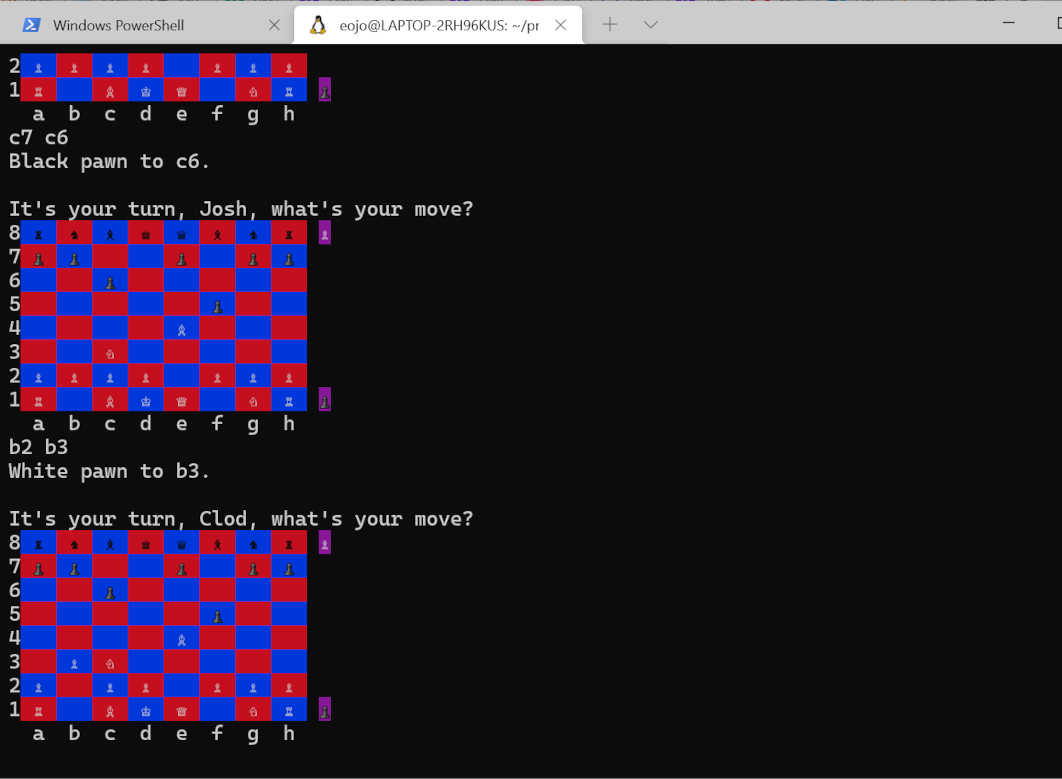 Windows PowerShell
eojo@LAPTOP-2RH96KUS: ~/pr
2
1
a b c d e f g h
c7 c6
Black pawn to c6.
It's your turn, Josh, what's your move?
8
7
6
5
4
3
2
1
a b c d e f g h
b2 b3
White pawn to b3.
It's your turn, Clod, what's your move?
8
7
6
5
4
3
2
1
a b c d e f g h